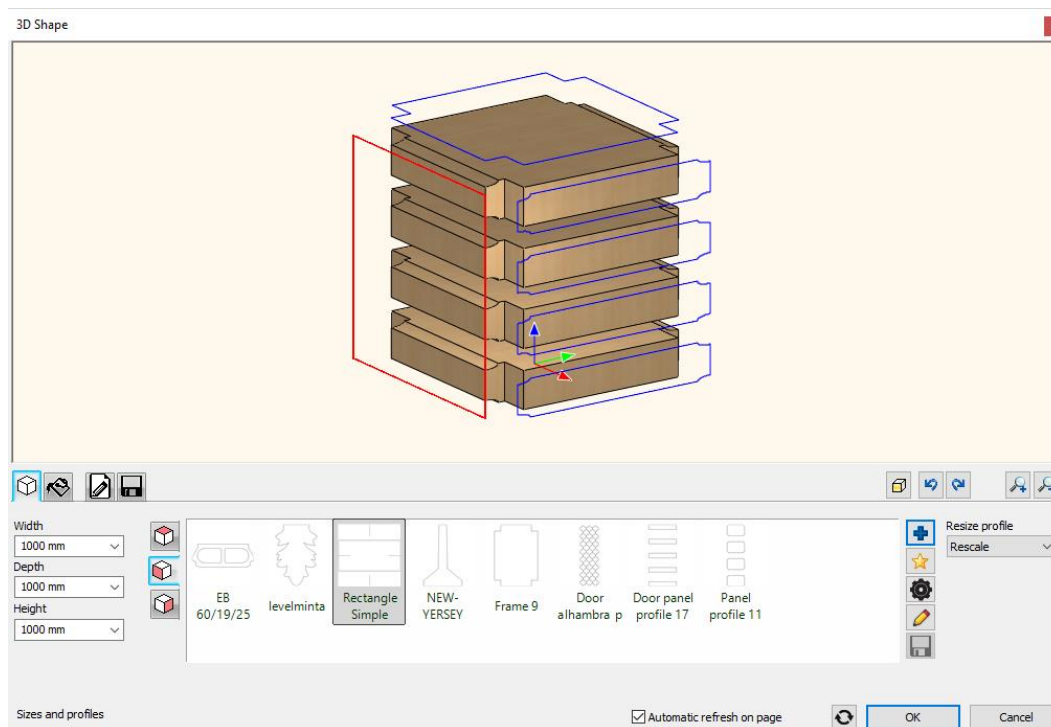 3D Shape
Width
1000 mm
Depth
1000 mm
Height
1000 mm
EB
60/19/25
levelminta
Rectangle
Simple
NEW-
YERSEY
Frame 9
Door
alhambra p
Door panel
profile 17
Panel
profile 11
Resize profile
Rescale
Sizes and profiles
Automatic refresh on page
OK
Cancel